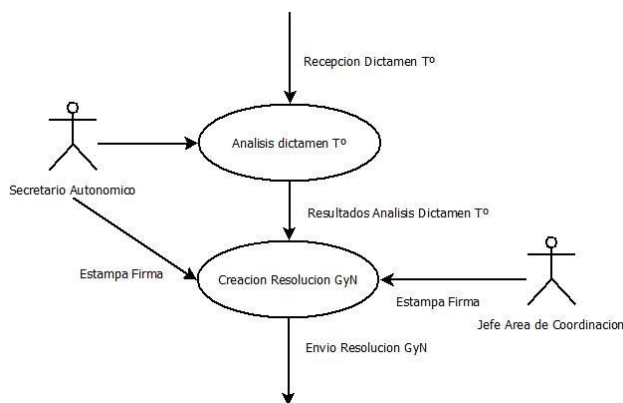 Recepcion Dictamen Tº
Analisis dictamen Tº
Secretario Autonomico
Resultados Analisis Dictamen Tº
Estampa Firma
Creacion Resolucion GyN
Estampa Firma
Jefe Area de Coordinacion
Envio Resolucion GyN